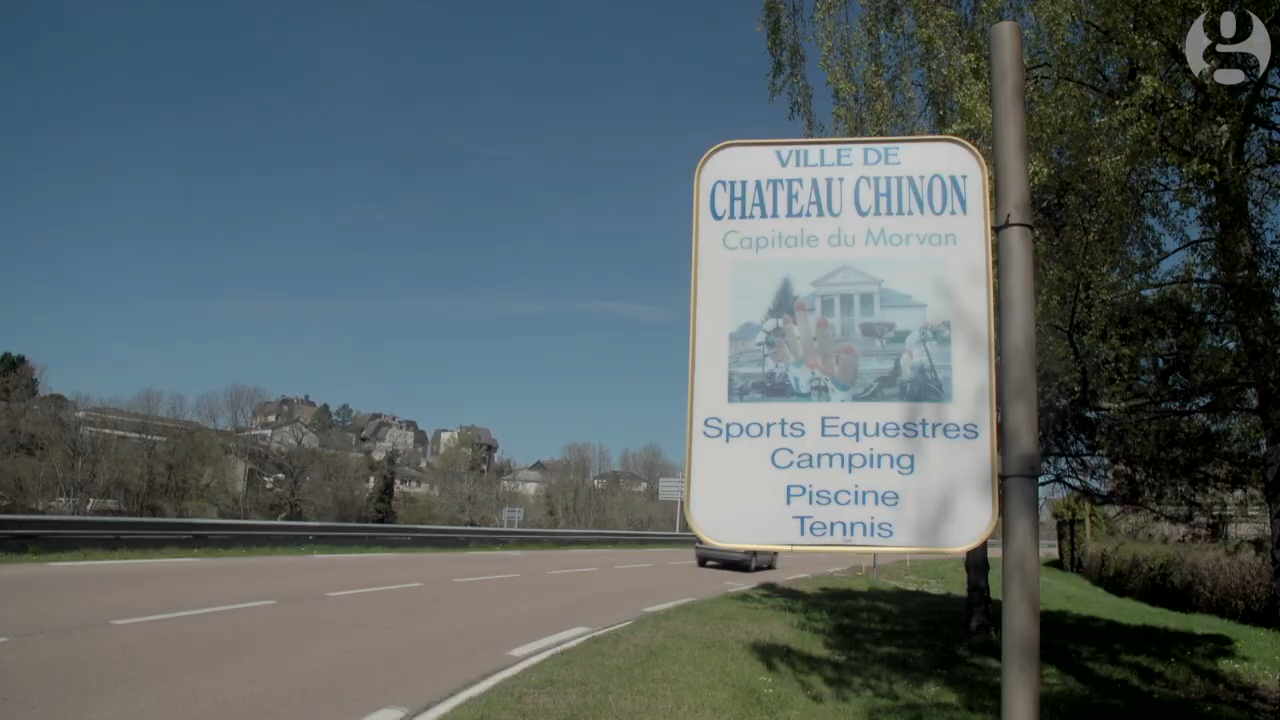 VILLE DE
CHATEAU CHINON
Capitale du Morvan
Sports Equestres
Camping
Piscine
Tennis